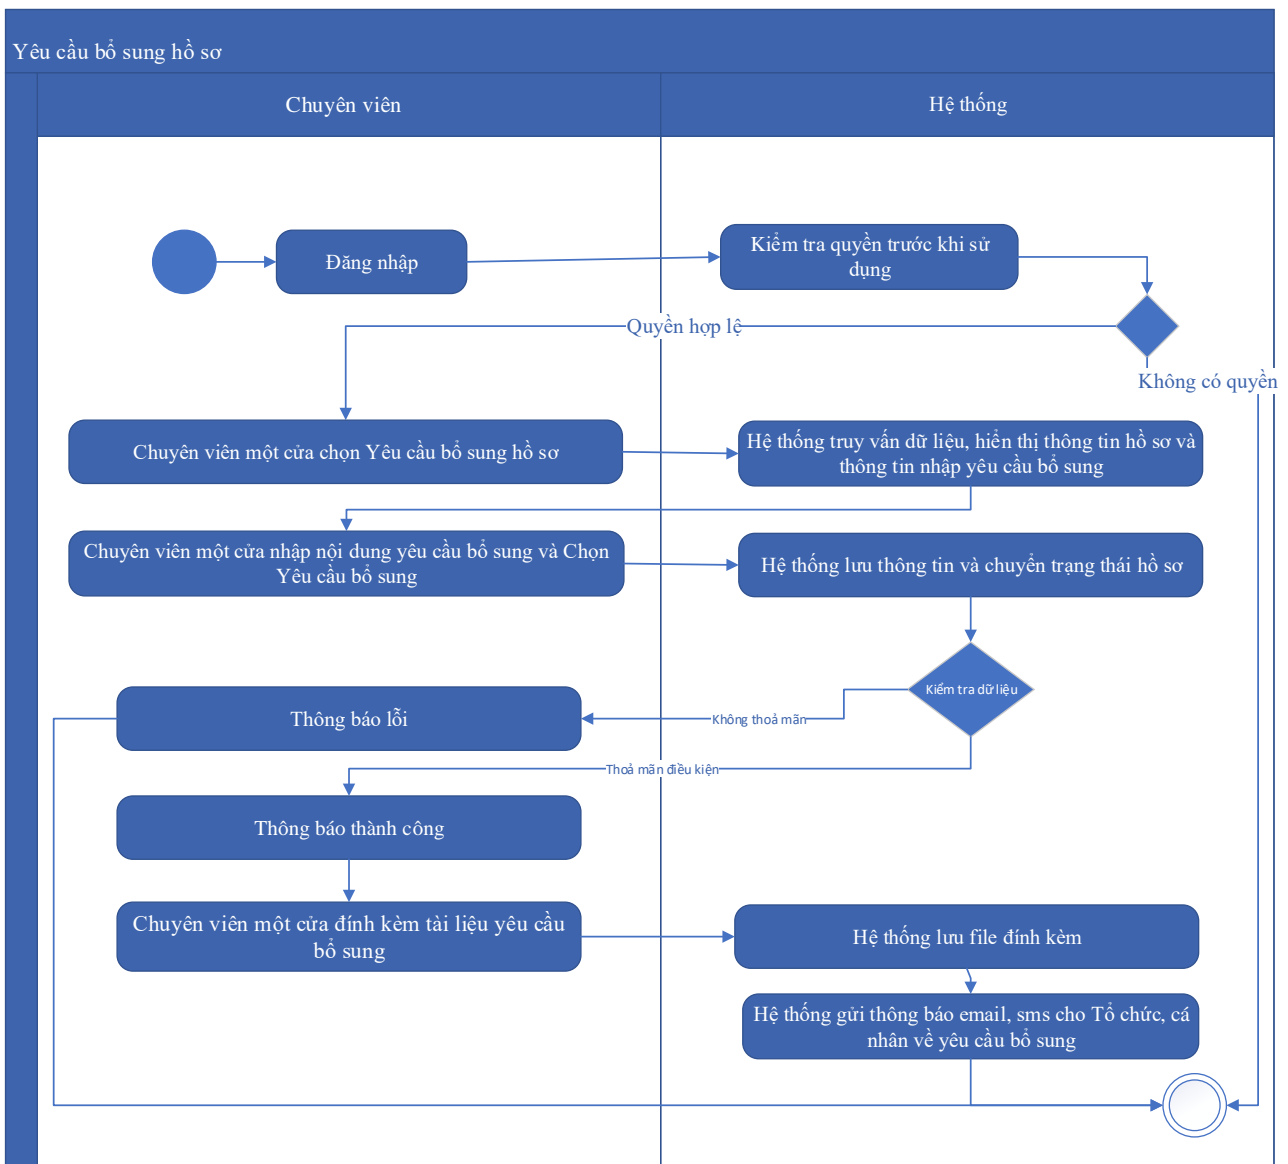 Yêu cầu bổ sung hồ sơ
Chuyên viên
Hệ thống
Đăng nhập
Kiểm tra quyền trước khi sử
dụng
Quyền hợp lệ
Không có quyền
Chuyên viên một cửa chọn Yêu cầu bổ sung hồ sơ
Hệ thống truy vấn dữ liệu, hiển thị thông tin hồ sơ và
thông tin nhập yêu cầu bổ sung
Chuyên viên một cửa nhập nội dung yêu cầu bổ sung và Chọn
Yêu cầu bổ sung
Hệ thống lưu thông tin và chuyển trạng thái hồ sơ
Kiểm tra dữ liệu
Thông báo lỗi
Không thoả mãn
Thoả mãn điều kiện
Thông báo thành công
Chuyên viên một cửa đính kèm tài liệu yêu cầu
bổ sung
Hệ thống lưu file đính kèm
Hệ thống gửi thông báo email, sms cho Tổ chức, cá
nhân về yêu cầu bổ sung